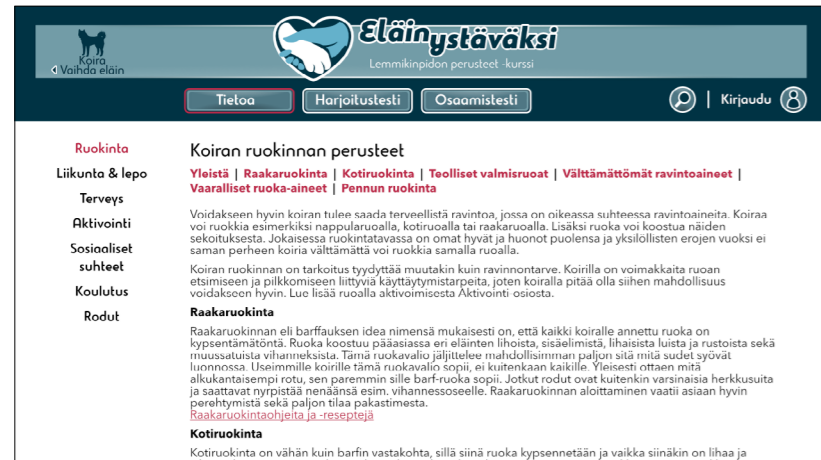 Eläinystäväksi
Koira
Vaihda eläin
Lemmikinpidon perusteet -kurssi
Tietoa
Harjoitustesti
Osaamistesti
| Kirjaudu
Ruokinta
Liikunta & lepo
Terveys
Aktivointi
Sosiaaliset
suhteet
Koulutus
Rodut
Koiran ruokinnan perusteet
Yleistä | Raakaruokinta | Kotiruokinta | Teolliset valmisruoat | Välttämättömät ravintoaineet |
Vaaralliset ruoka-aineet | Pennun ruokinta
Voidakseen hyvin koiran tulee saada terveellistä ravintoa, jossa on oikeassa suhteessa ravintoaineita. Koiraa
voi ruokkia esimerkiksi nappularuoalla, kotiruoalla tai raakaruoalla. Lisäksi ruoka voi koostua näiden
sekoituksesta. Jokaisessa ruokintatavassa on omat hyvät ja huonot puolensa ja yksilöllisten erojen vuoksi ei
saman perheen koiria välttämättä voi ruokkia samalla ruoalla.
Koiran ruokinnan on tarkoitus tyydyttää muutakin kuin ravinnontarve. Koirilla on voimakkaita ruoan
etsimiseen ja pilkkomiseen liittyviä käyttäytymistarpeita, joten koiralla pitää olla siihen mahdollisuus
voidakseen hyvin. Lue lisää ruoalla aktivoimisesta Aktivointi-osiosta.
Raakaruokinta
Raakaruokinnan eli barffauksen idea nimensä mukaisesti on, että kaikki koiralle annettu ruoka on
kypsentämätöntä. Ruoka koostuu pääasiassa eri eläinten lihoista, sisäelimistä, lihaisista luista ja rustoista sekä
muussatuista vihanneksista. Tämä ruokavalio jäljittelee mahdollisimman paljon sitä mitä sudet syövät
luonnossa. Useimmille koirille tämä ruokavalio sopii, ei kuitenkaan kaikille. Yleisesti ottaen mitä
alkukantaisempi rotu, sen paremmin sille barf-ruoka sopii. Jotkut rodut ovat kuitenkin varsinaisia herkkusuita
ja saattavat nyrpistää nenäänsä esim. vihannessoseelle. Raakaruokinnan aloittaminen vaatii asiaan hyvin
perehtymistä sekä paljon tilaa pakastimesta.
Raakaruokintaohjeita ja -reseptejä
Kotiruokinta
Kotiruokinta on vähän kuin barfin vastakohta, sillä siinä ruoka kypsennetään ja vaikka siinäkin on lihaa ja